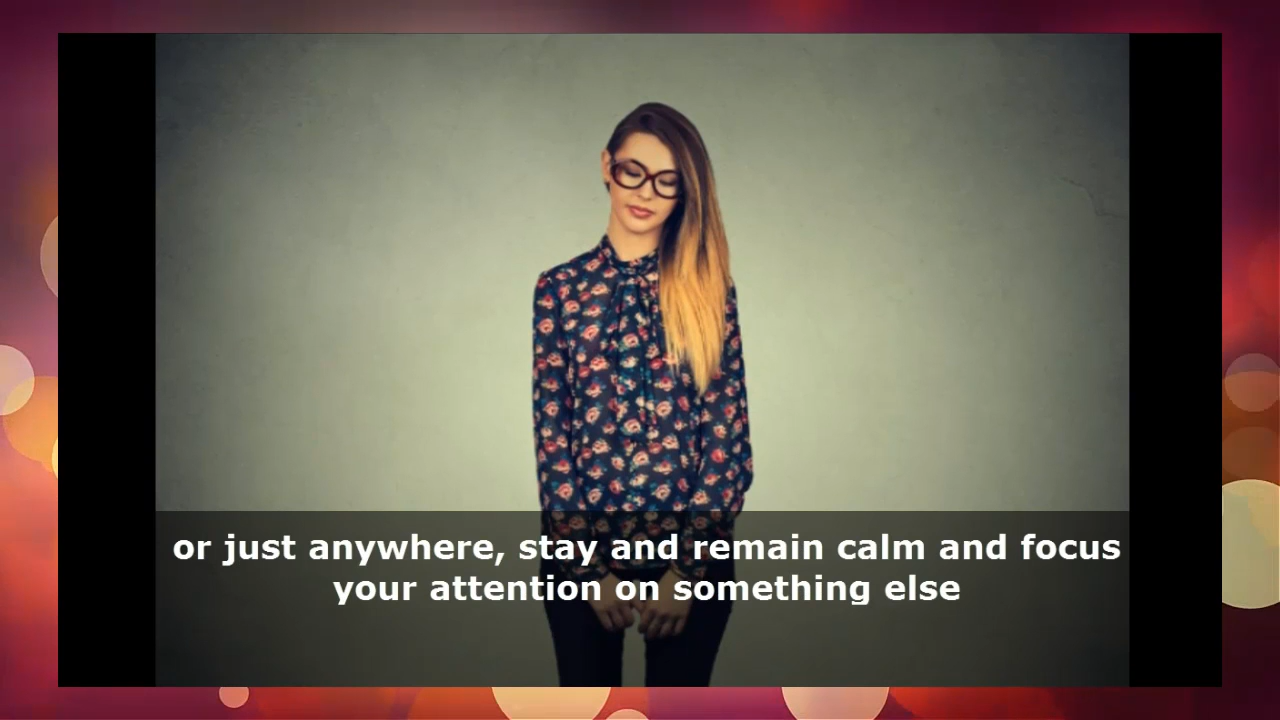 or just anywhere, stay and remain calm and focus
your attention on something else